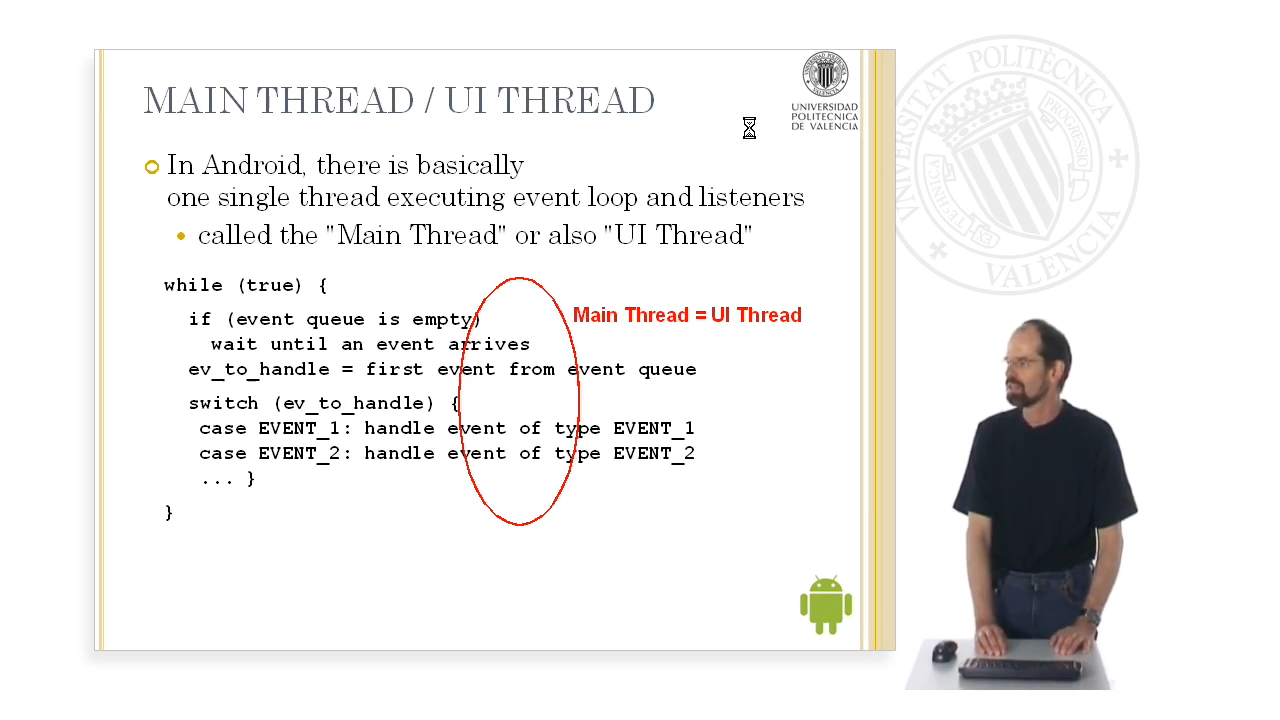 MAIN THREAD / UI THREAD
UNIVERSIDAD
POLITECNICA
DE VALENCIA
In Android, there is basically
one single thread executing event loop and listeners
called the "Main Thread" or also "UI Thread"
while (true) {
if (event queue is empty)
Main Thread = UI Thread
wait until an event arrives
ev_to_handle = first event from event queue
switch (ev_to_handle) {
case EVENT_1: handle event of type EVENT_1
case EVENT_2: handle event of type EVENT_2
... }
}
UNIVERSITAT POLITÈCNICA
VALÈNCIA